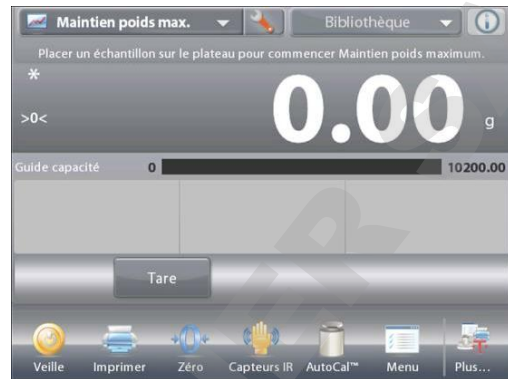 Maintien poids max. Bibliothèque
Placer un échantillon sur le plateau pour commencer Maintien poids maximum.
*
>0< 0.00 g
Guide capacité 0 10200.00
Tare
Veille Imprimer Zéro Capteurs IR AutoCal™ Menu Plus...